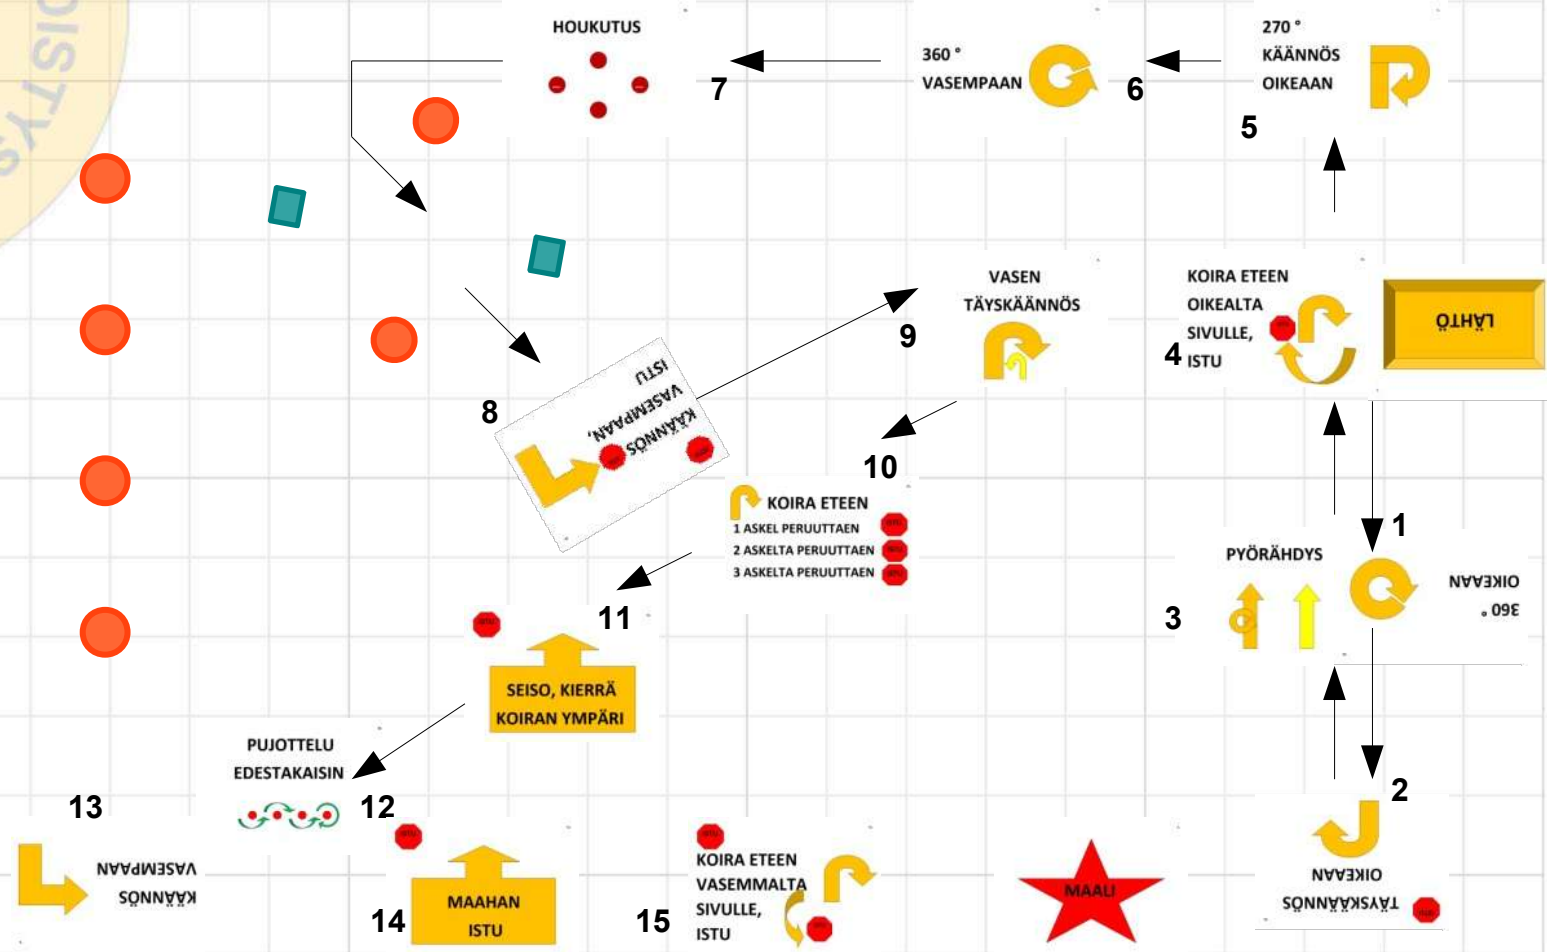 DISTYS
HOUKUTUS
7
360 °
VASEMPAAN
6
270 °
KÄÄNNÖS
OIKEAAN
5
VASEN
TÄYSKÄÄNNÖS
9
KOIRA ETEEN
OIKEALTA
SIVULLE,
ISTU
4
LÄHTÖ
8
KÄÄNNÖS
VASEMPAAN,
ISTU
10
KOIRA ETEEN
1 ASKEL PERUUTTAEN
2 ASKELTA PERUUTTAEN
3 ASKELTA PERUUTTAEN
1
360 °
OIKEAAN
PYÖRÄHDYS
3
11
SEISO, KIERRÄ
KOIRAN YMPÄRI
PUJOTTELU
EDESTAKAISIN
12
13
KÄÄNNÖS
VASEMPAAN
2
TÄYSKÄÄNNÖS
OIKEAAN
MAAHAN
ISTU
14
KOIRA ETEEN
VASEMMALTA
SIVULLE,
ISTU
15
MAALI